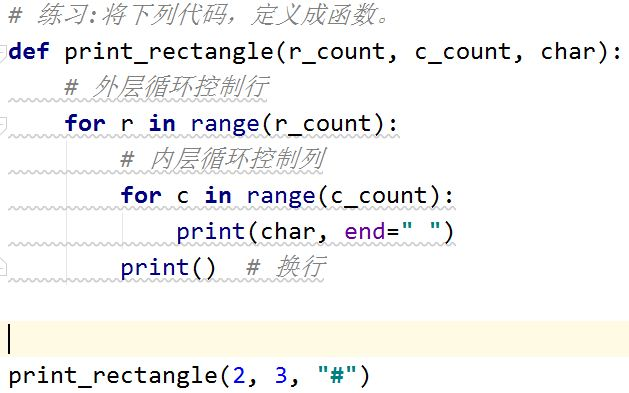 # 练习:将下列代码，定义成函数。
def print_rectangle(r_count, c_count, char):
    # 外层循环控制行
    for r in range(r_count):
        # 内层循环控制列
        for c in range(c_count):
            print(char, end=" ")
        print()  # 换行
print_rectangle(2, 3, "#")